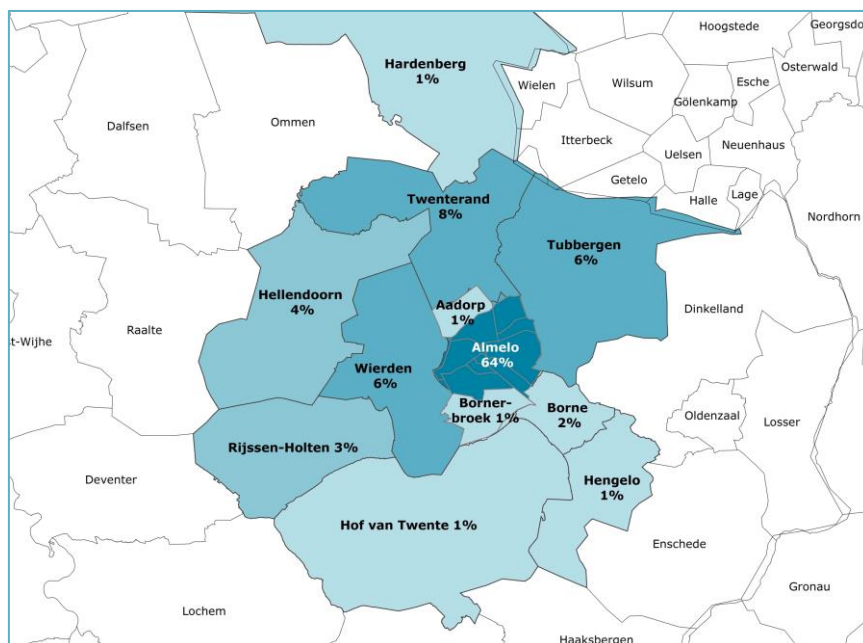 Hoogstede
Georgsdo
Hardenberg
1%
Wielen
Wilsum
Esche
Osterwald
Gölenkamp
Dalfsen
Ommen
Itterbeck
Neuenhaus
Uelsen
Getelo
Halle
Lage
Nordhorn
Twenterand
8%
Tubbergen
6%
Hellendoorn
4%
Aadorp
1%
Dinkelland
t-Wijhe
Raalte
Almelo
64%
Wierden
6%
Borner-
broek 1%
Borne
2%
Oldenzaal
Losser
Rijssen-Holten 3%
Deventer
Hengelo
1%
Hof van Twente 1%
Enschede
Gronau
Lochem
Haaksbergen